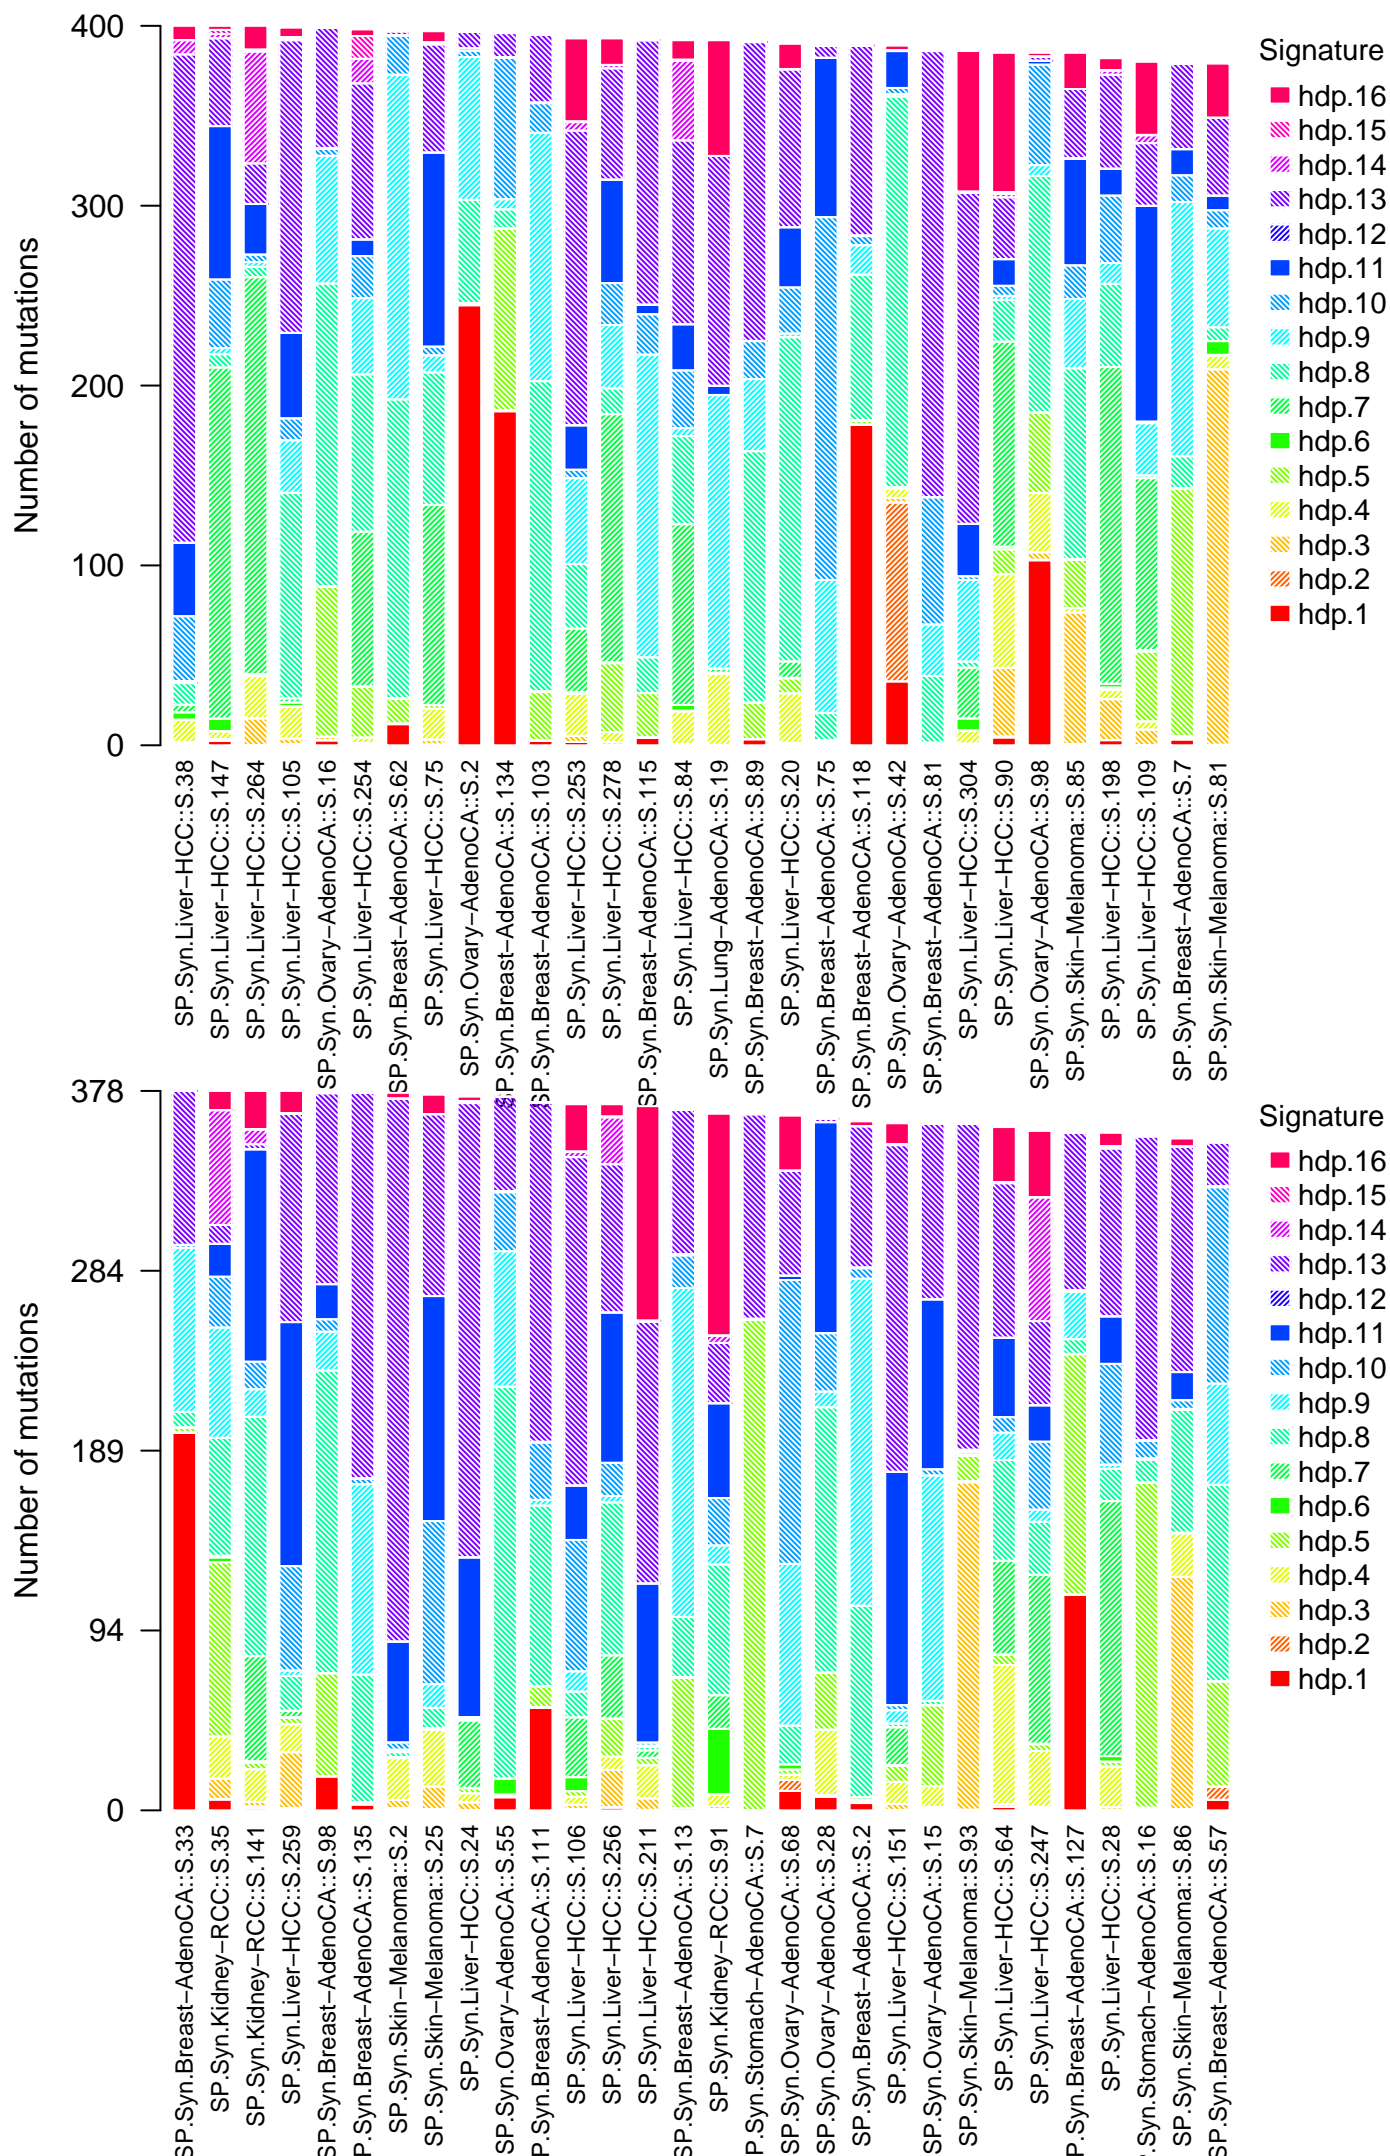 Number of mutations
400
300
200
100
0
Signature
hdp.16
hdp.15
hdp.14
hdp.13
hdp.12
hdp.11
hdp.10
hdp.9
hdp.8
hdp.7
hdp.6
hdp.5
hdp.4
hdp.3
hdp.2
hdp.1
SP.Syn.Liver−HCC::S.38
SP.Syn.Liver−HCC::S.147
SP.Syn.Liver−HCC::S.264
SP.Syn.Liver−HCC::S.105
SP.Syn.Ovary−AdenoCA::S.16
SP.Syn.Liver−HCC::S.254
SP.Syn.Breast−AdenoCA::S.62
SP.Syn.Liver−HCC::S.75
SP.Syn.Ovary−AdenoCA::S.2
SP.Syn.Breast−AdenoCA::S.134
SP.Syn.Breast−AdenoCA::S.103
SP.Syn.Liver−HCC::S.253
SP.Syn.Liver−HCC::S.278
SP.Syn.Breast−AdenoCA::S.115
SP.Syn.Liver−HCC::S.84
SP.Syn.Lung−AdenoCA::S.19
SP.Syn.Breast−AdenoCA::S.89
SP.Syn.Liver−HCC::S.20
SP.Syn.Breast−AdenoCA::S.75
SP.Syn.Breast−AdenoCA::S.118
SP.Syn.Ovary−AdenoCA::S.42
SP.Syn.Breast−AdenoCA::S.81
SP.Syn.Liver−HCC::S.304
SP.Syn.Liver−HCC::S.90
SP.Syn.Ovary−AdenoCA::S.98
SP.Syn.Skin−Melanoma::S.85
SP.Syn.Liver−HCC::S.198
SP.Syn.Liver−HCC::S.109
SP.Syn.Breast−AdenoCA::S.7
SP.Syn.Skin−Melanoma::S.81
Number of mutations
378
284
189
94
0
Signature
hdp.16
hdp.15
hdp.14
hdp.13
hdp.12
hdp.11
hdp.10
hdp.9
hdp.8
hdp.7
hdp.6
hdp.5
hdp.4
hdp.3
hdp.2
hdp.1
SP.Syn.Breast−AdenoCA::S.33
SP.Syn.Kidney−RCC::S.35
SP.Syn.Kidney−RCC::S.141
SP.Syn.Liver−HCC::S.259
SP.Syn.Breast−AdenoCA::S.98
P.Syn.Breast−AdenoCA::S.135
SP.Syn.Skin−Melanoma::S.2
SP.Syn.Skin−Melanoma::S.25
SP.Syn.Liver−HCC::S.24
SP.Syn.Ovary−AdenoCA::S.55
P.Syn.Breast−AdenoCA::S.111
SP.Syn.Liver−HCC::S.106
SP.Syn.Liver−HCC::S.256
SP.Syn.Liver−HCC::S.211
SP.Syn.Breast−AdenoCA::S.13
SP.Syn.Kidney−RCC::S.91
SP.Syn.Stomach−AdenoCA::S.7
SP.Syn.Ovary−AdenoCA::S.68
SP.Syn.Ovary−AdenoCA::S.28
SP.Syn.Breast−AdenoCA::S.2
SP.Syn.Liver−HCC::S.151
SP.Syn.Ovary−AdenoCA::S.15
SP.Syn.Skin−Melanoma::S.93
SP.Syn.Liver−HCC::S.64
SP.Syn.Liver−HCC::S.247
P.Syn.Breast−AdenoCA::S.127
SP.Syn.Liver−HCC::S.28
.Syn.Stomach−AdenoCA::S.16
SP.Syn.Skin−Melanoma::S.86
SP.Syn.Breast−AdenoCA::S.57